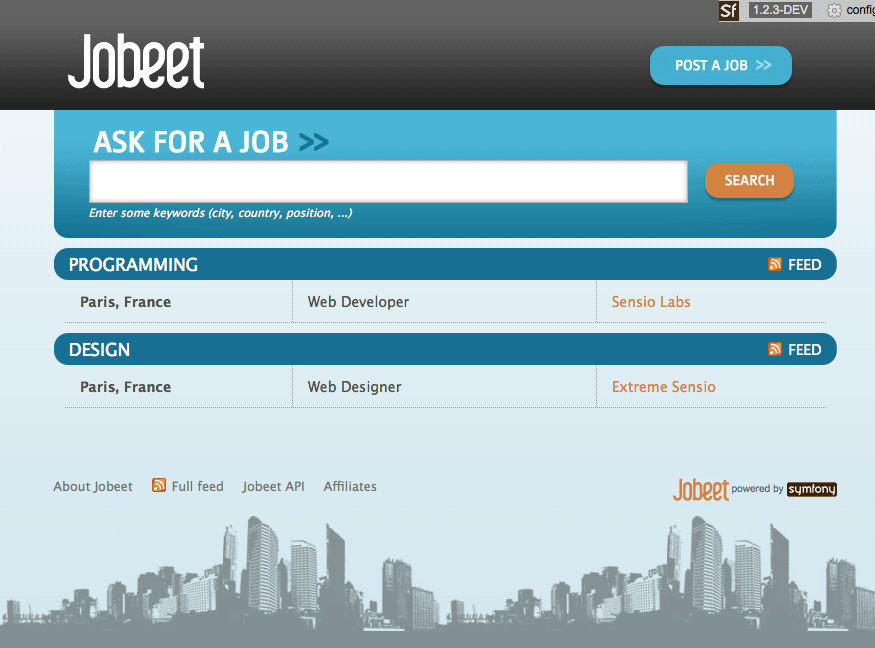 Sf 1.2.3-DEV config
Jobeet
POST A JOB >>
ASK FOR A JOB >>
SEARCH
Enter some keywords (city, country, position, ...)
PROGRAMMING FEED
Paris, France Web Developer Sensio Labs
DESIGN FEED
Paris, France Web Designer Extreme Sensio
About Jobeet Full feed Jobeet API Affiliates Jobeet powered by symfony